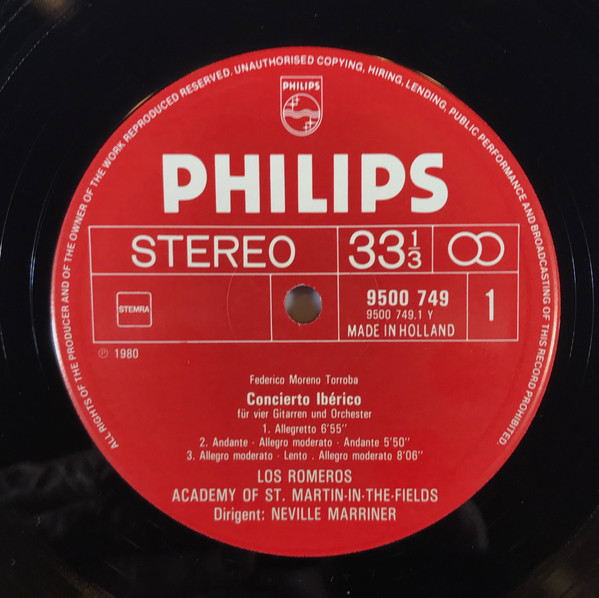 ALL RIGHTS OF THE PRODUCER AND OF THE OWNER OF THE WORK REPRODUCED RESERVED. UNAUTHORISED COPYING, HIRING, LENDING, PUBLIC PERFORMANCE AND BROADCASTING OF THIS RECORD PROHIBITED
PHILIPS
PHILIPS
STEREO 33 1/3
STEMRA 9500 749 1
9500 749.1 Y
MADE IN HOLLAND
℗ 1980
Federico Moreno Torroba
Concierto Ibérico
für vier Gitarren und Orchester
1. Allegretto 6'55"
2. Andante · Allegro moderato · Andante 5'50"
3. Allegro moderato · Lento . Allegro moderato 8'06"
LOS ROMEROS
ACADEMY OF ST. MARTIN-IN-THE-FIELDS
Dirigent: NEVILLE MARRINER